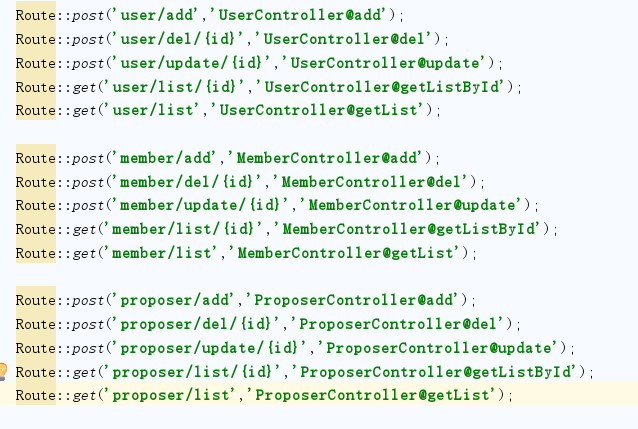 Route::post('user/add','UserController@add');
Route::post('user/del/{id}','UserController@del');
Route::post('user/update/{id}','UserController@update');
Route::get('user/list/{id}','UserController@getListById');
Route::get('user/list','UserController@getList');
Route::post('member/add','MemberController@add');
Route::post('member/del/{id}','MemberController@del');
Route::post('member/update/{id}','MemberController@update');
Route::get('member/list/{id}','MemberController@getListById');
Route::get('member/list','MemberController@getList');
Route::post('proposer/add','ProposerController@add');
Route::post('proposer/del/{id}','ProposerController@del');
Route::post('proposer/update/{id}','ProposerController@update');
Route::get('proposer/list/{id}','ProposerController@getListById');
Route::get('proposer/list','ProposerController@getList');